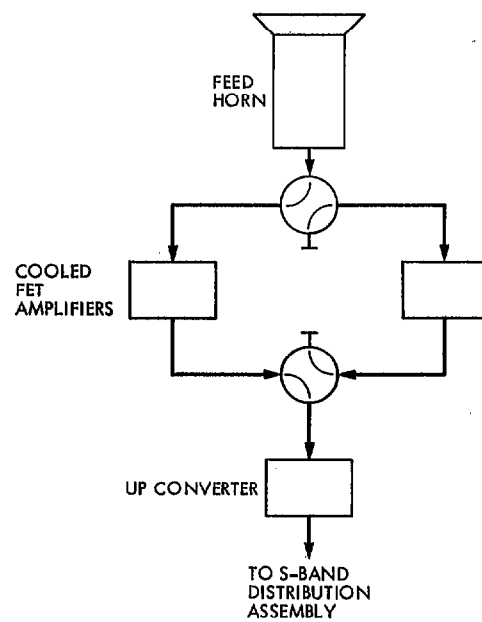 FEED
HORN
COOLED
FET
AMPLIFIERS
UP CONVERTER
TO S-BAND
DISTRIBUTION
ASSEMBLY